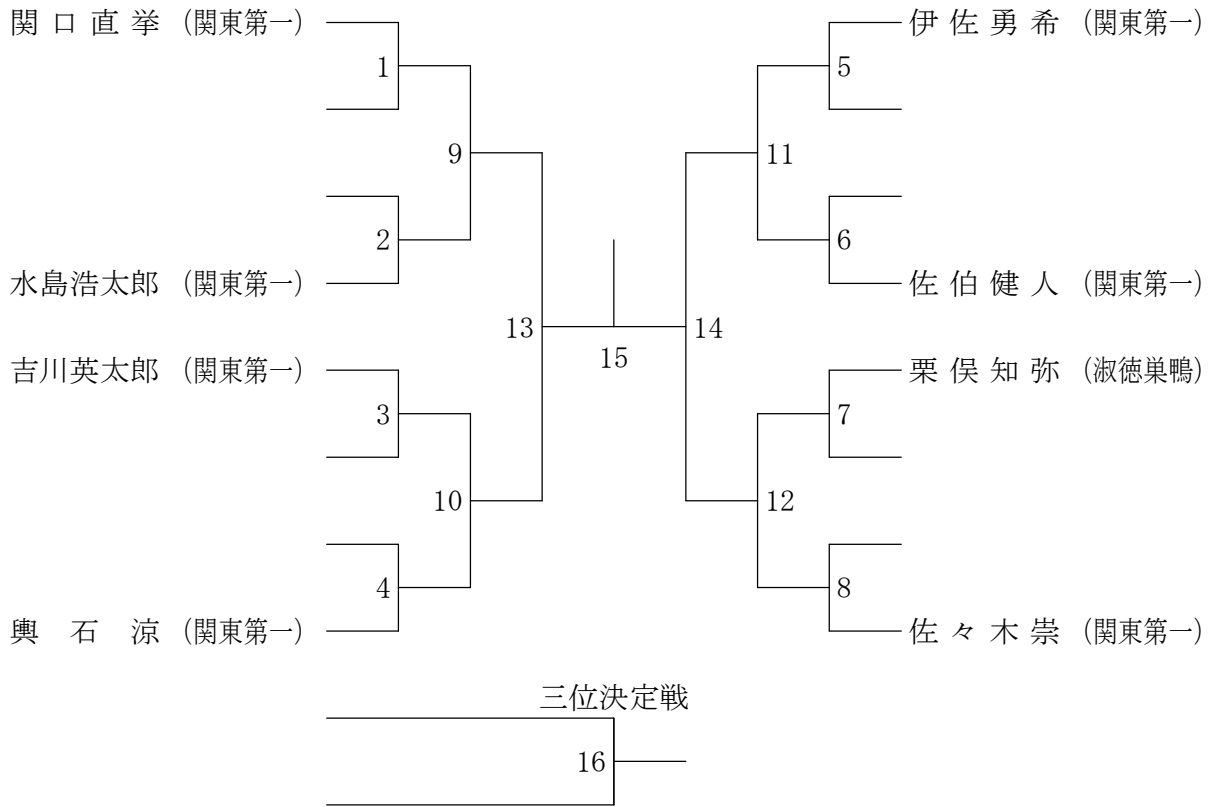 関口直挙 (関東第一)
伊佐勇希 (関東第一)
1
5
9
11
2
6
水島浩太郎 (関東第一)
佐伯健人 (関東第一)
13
14
15
吉川英太郎 (関東第一)
栗俣知弥 (淑徳巣鴨)
3
7
10
12
4
8
輿石涼 (関東第一)
佐々木崇 (関東第一)
三位決定戦
16